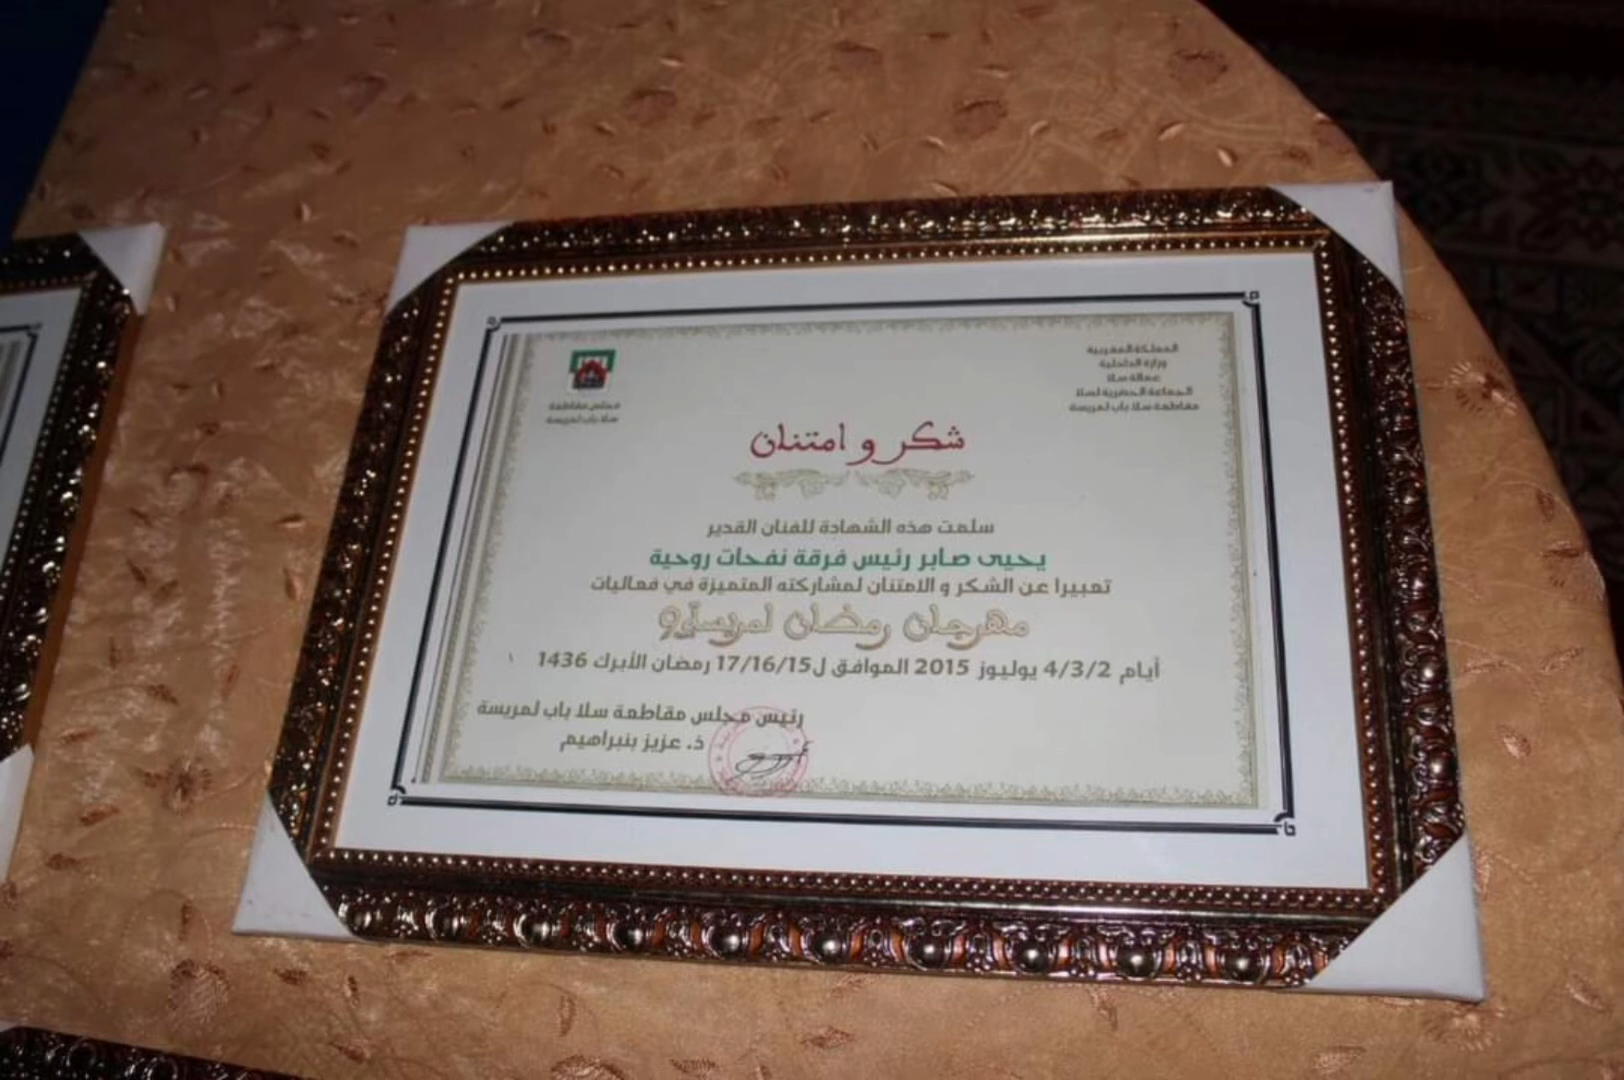 المملكة المغربية
وزارة الداخلية
عمالة سلا
الجماعة الحضرية لسلا
مقاطعة سلا باب لمريسة
مجلس مقاطعة
سلا باب لمريسة
شكر و امتنان
سلمت هذه الشهادة للفنان القدير
يحيى صابر رئيس فرقة نفحات روحية
تعبيرا عن الشكر و الامتنان لمشاركته المتميزة في فعاليات
مهرجان رمضان لمريسة
أيام 4/3/2 يوليوز 2015 الموافق ل17/16/15 رمضان الأبرك 1436
رئيس مجلس مقاطعة سلا باب لمريسة
ذ. عزيز بنبراهيم